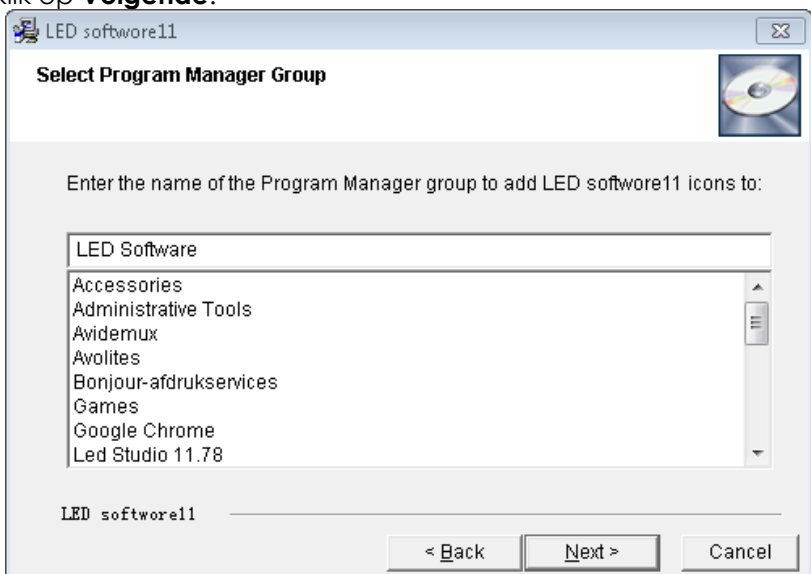 klik op Volgende.
LED softwore11
Select Program Manager Group
Enter the name of the Program Manager group to add LED softwore11 icons to:
LED Software
Accessories
Administrative Tools
Avidemux
Avolites
Bonjour-afdrukservices
Games
Google Chrome
Led Studio 11.78
LED softwore11
< Back Next > Cancel